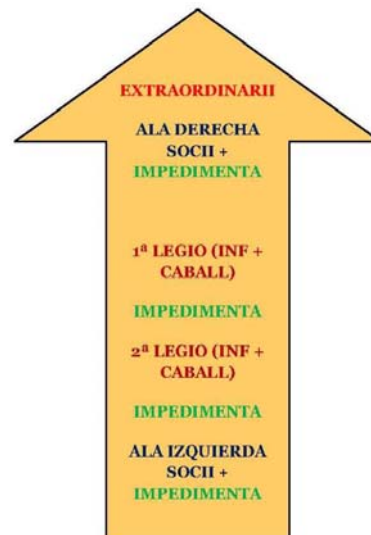 EXTRAORDINARII
ALA DERECHA
SOCII +
IMPEDIMENTA
1ª LEGIO (INF +
CABALL)
IMPEDIMENTA
2ª LEGIO (INF +
CABALL)
IMPEDIMENTA
ALA IZQUIERDA
SOCII +
IMPEDIMENTA